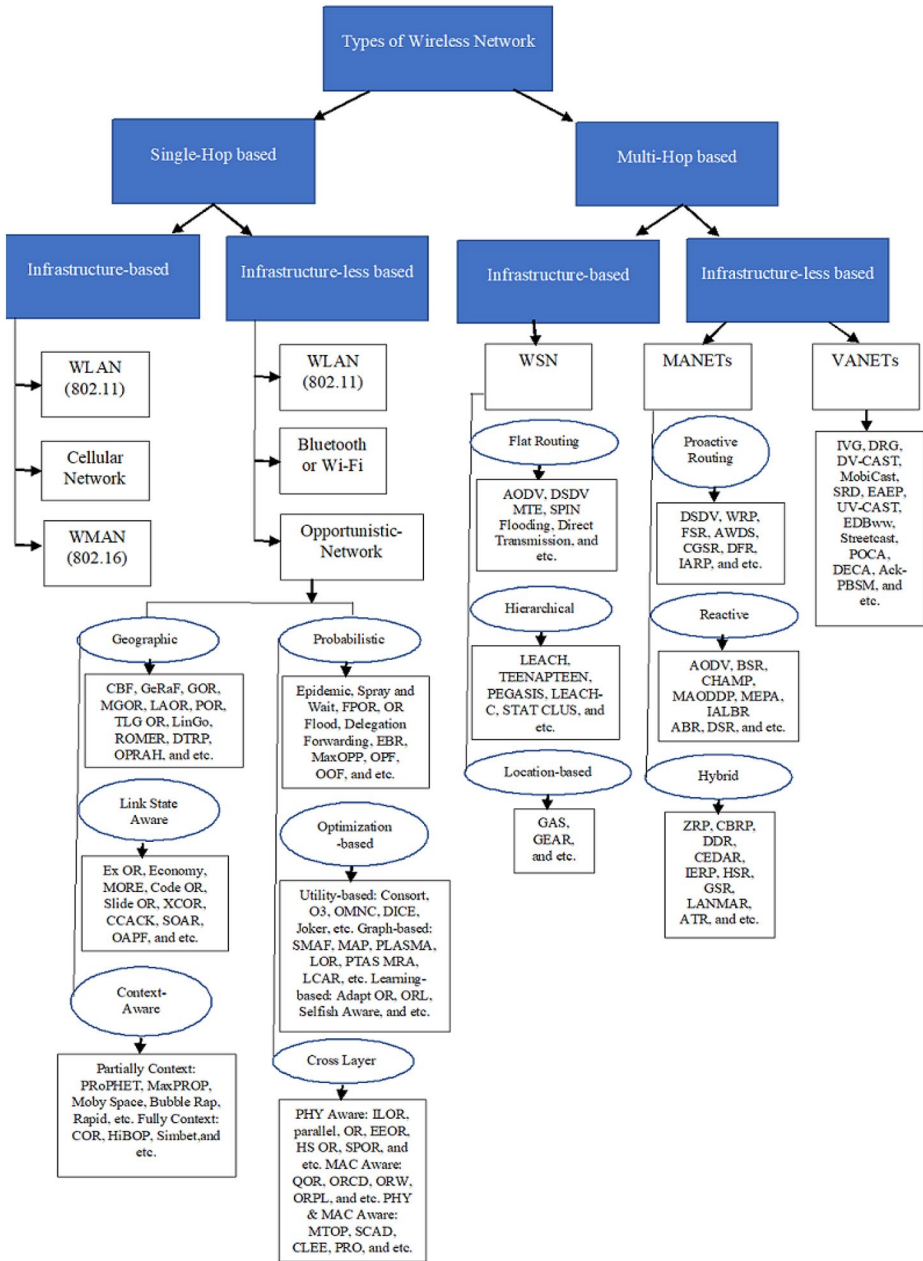 Types of Wireless Network
Single-Hop based
Multi-Hop based
Infrastructure-based
Infrastructure-less based
Infrastructure-based
Infrastructure-less based
WLAN
(802.11)
Cellular
Network
WMAN
(802.16)
WLAN
(802.11)
Bluetooth
or Wi-Fi
Opportunistic-
Network
Geographic
CBF, GeRaF, GOR,
MGOR, LAOR, POR,
TLG OR, LinGo,
ROMER, DTRP,
OPRAH, and etc.
Link State
Aware
Ex OR, Economy,
MORE, Code OR,
Slide OR, XCOR,
CCACK, SOAR,
OAPF, and etc.
Context-
Aware
Partially Context:
PRoPHET, MaxPROP,
Moby Space, Bubble Rap,
Rapid, etc. Fully Context:
COR, HiBOP, Simbet,and
etc.
Probabilistic
Epidemic, Spray and
Wait, FPOR, OR
Flood, Delegation
Forwarding, EBR,
MaxOPP, OPF,
OOF, and etc.
Optimization
-based
Utility-based: Consort,
O3, OMNC, DICE,
Joker, etc. Graph-based:
SMAF, MAP, PLASMA,
LOR, PTAS MRA,
LCAR, etc. Learning-
based: Adapt OR, ORL,
Selfish Aware, and etc.
Cross Layer
PHY Aware: ILOR,
parallel, OR, EEOR,
HS OR, SPOR, and
etc. MAC Aware:
QOR, ORCD, ORW,
ORPL, and etc. PHY
& MAC Aware:
MTOP, SCAD,
CLEE, PRO, and etc.
WSN
Flat Routing
AODV, DSDV
MTE, SPIN
Flooding, Direct
Transmission, and
etc.
Hierarchical
LEACH,
TEENAPTEEN,
PEGASIS, LEACH-
C, STAT CLUS, and
etc.
Location-based
GAS,
GEAR,
and etc.
MANETs
Proactive
Routing
DSDV, WRP,
FSR, AWDS,
CGSR, DFR,
IARP, and etc.
Reactive
AODV, BSR,
CHAMP,
MAODDP, MEPA,
IALBR
ABR, DSR, and etc.
Hybrid
ZRP, CBRP,
DDR,
CEDAR,
IERP, HSR,
GSR,
LANMAR,
ATR, and etc.
VANETs
IVG, DRG,
DV-CAST,
MobiCast,
SRD, EAEP,
UV-CAST,
EDBww,
Streetcast,
POCA,
DECA, Ack-
PBSM, and
etc.